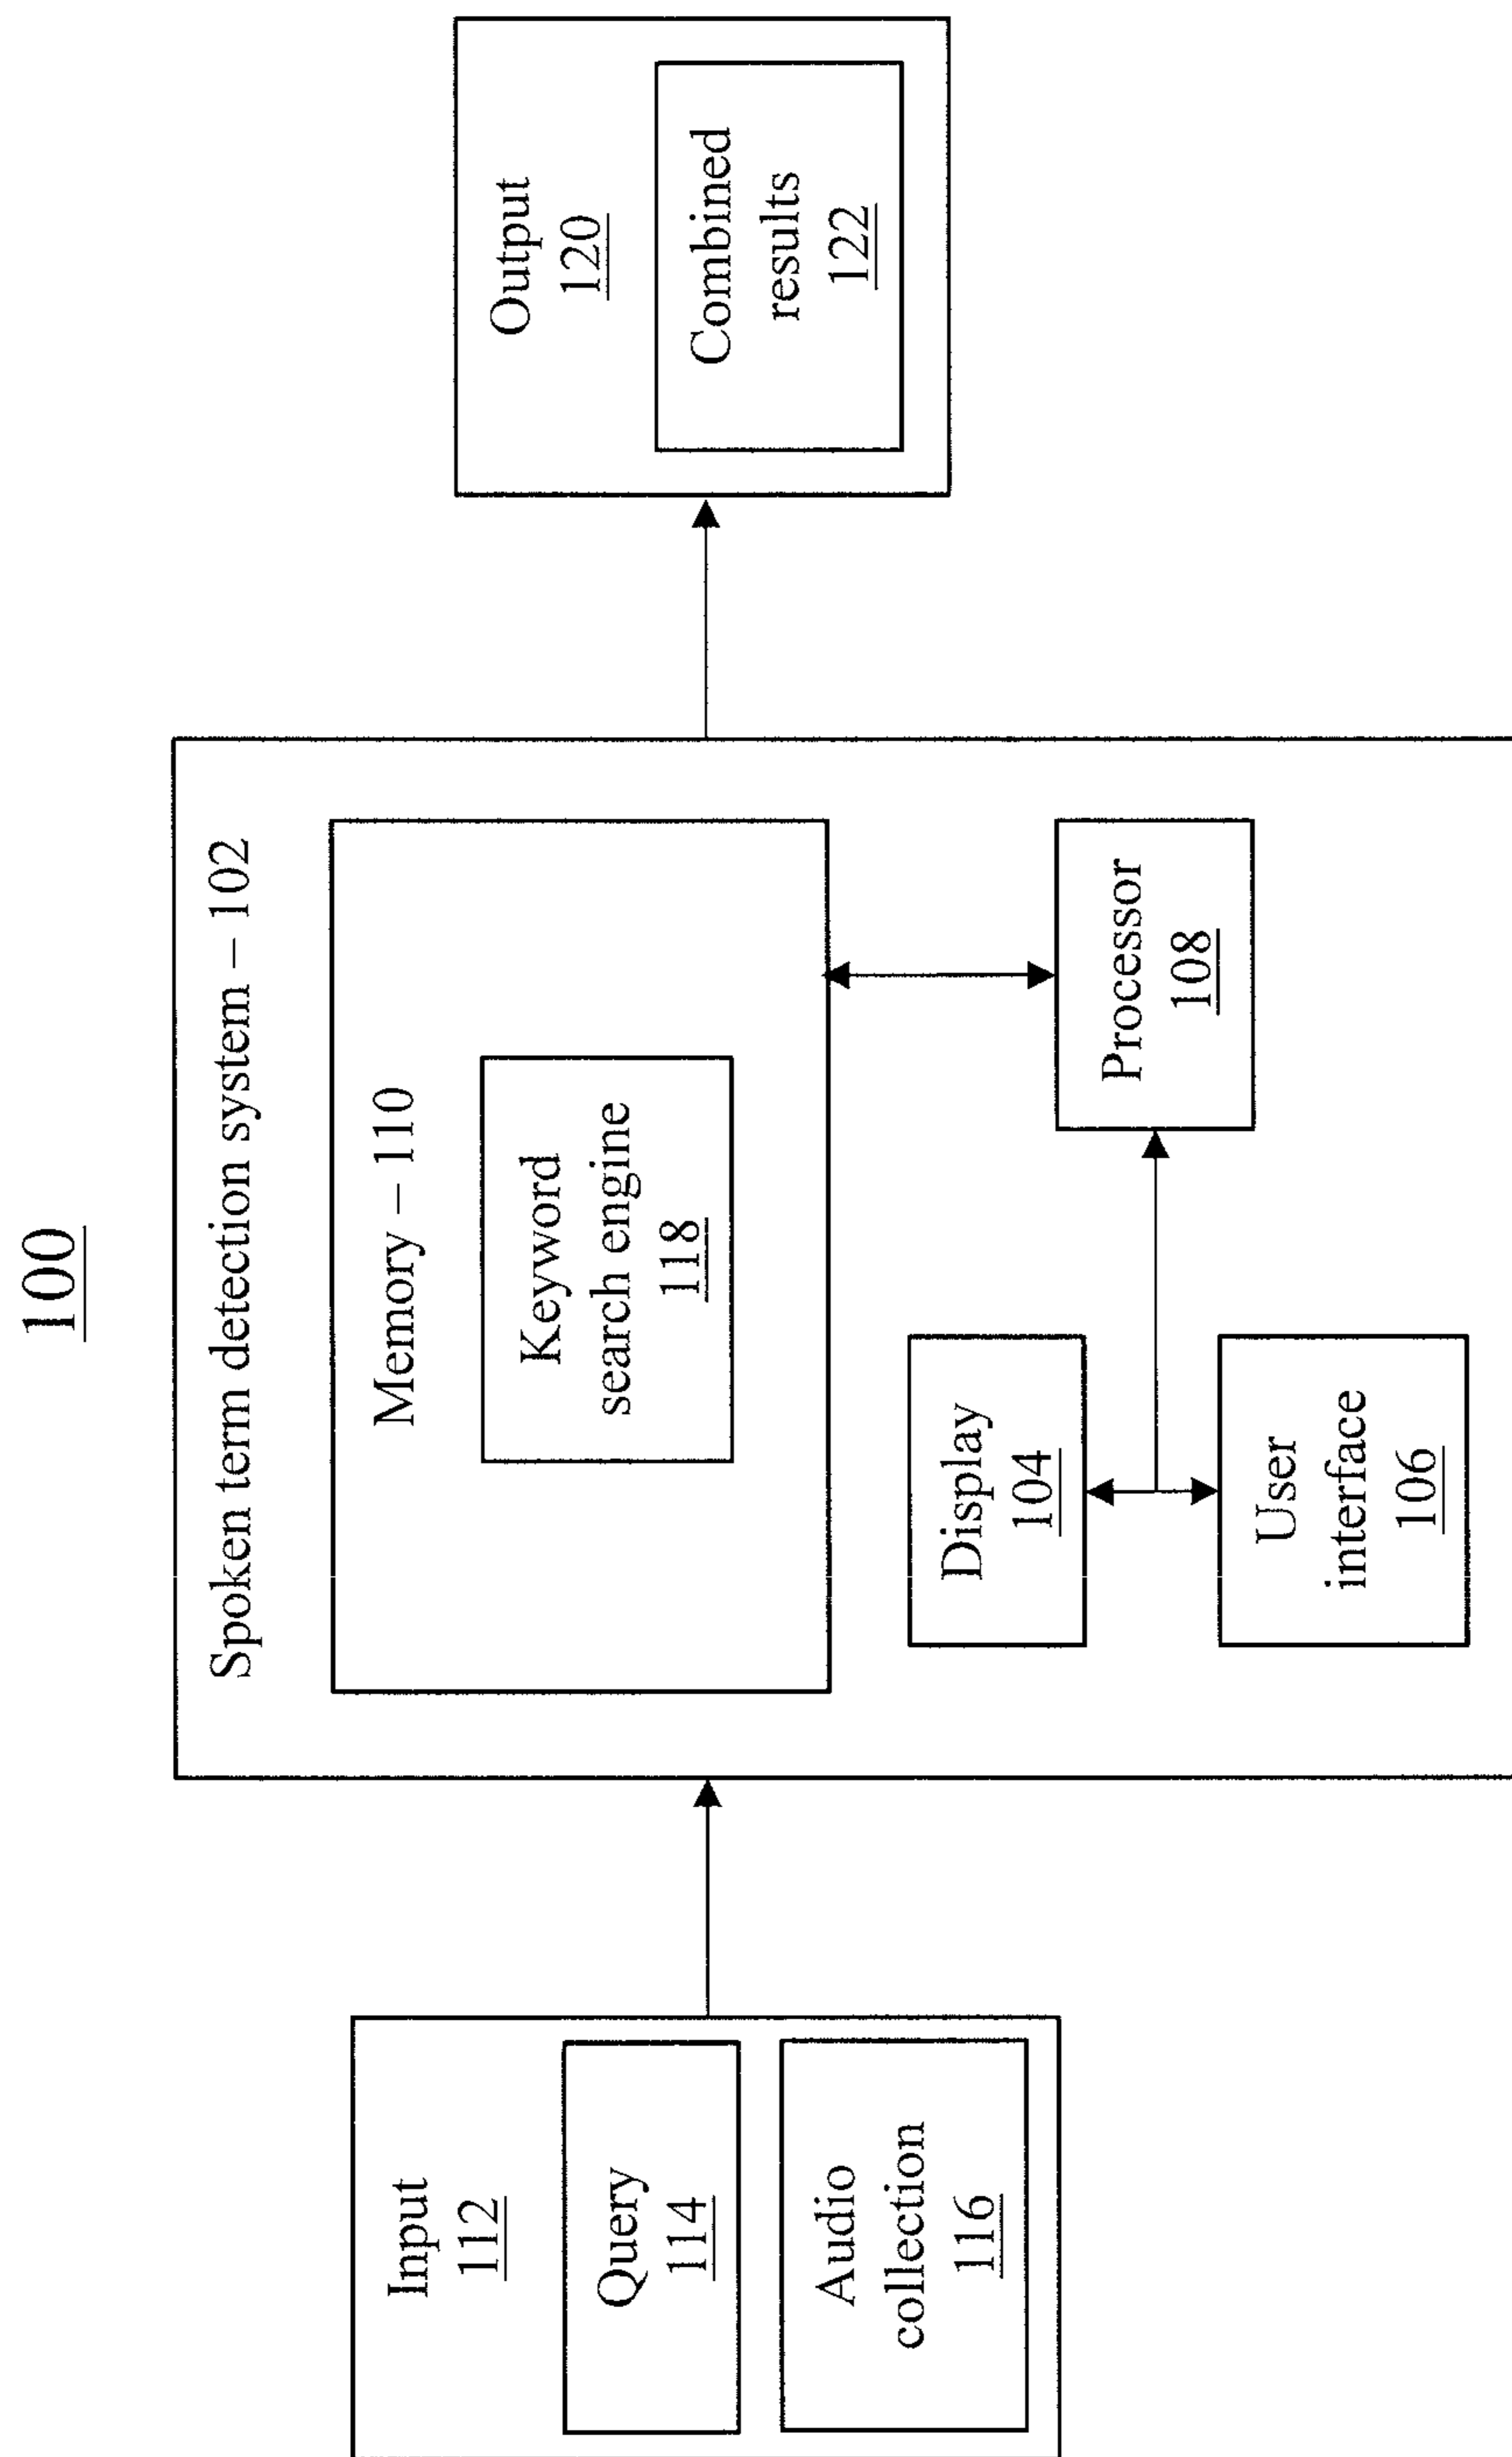 100
Input
112
Query
114
Audio
collection
116
Spoken term detection system – 102
Memory – 110
Keyword
search engine
118
Display
104
User
interface
106
Processor
108
Output
120
Combined
results
122